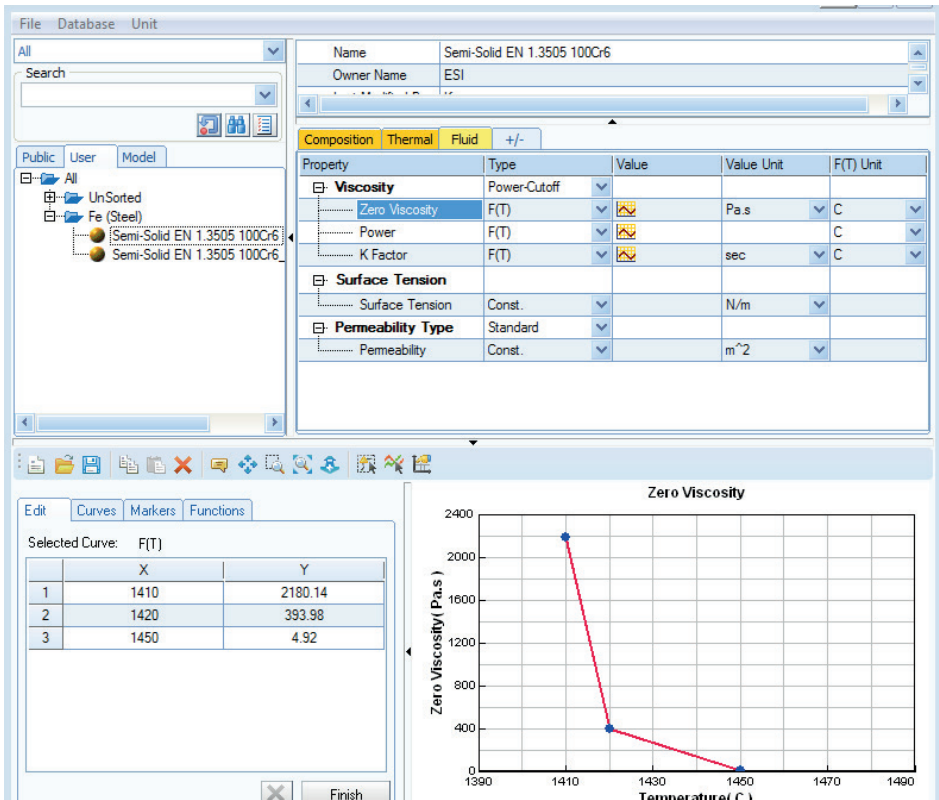 File Database Unit
All
Search
Public User Model
All
UnSorted
Fe (Steel)
Semi-Solid EN 1.3505 100Cr6
Semi-Solid EN 1.3505 100Cr6_
Name Semi-Solid EN 1.3505 100Cr6
Owner Name ESI
Composition Thermal Fluid +/-
Property Type Value Value Unit F(T) Unit
Viscosity Power-Cutoff
Zero Viscosity F(T) Pa.s C
Power F(T) C
K Factor F(T) sec C
Surface Tension
Surface Tension Const. N/m
Permeability Type Standard
Permeability Const. m^2
Edit Curves Markers Functions
Selected Curve: F(T)
X Y
1 1410 2180.14
2 1420 393.98
3 1450 4.92
Finish
Zero Viscosity
Zero Viscosity( Pa.s )
2400
2000
1600
1200
800
400
0
1390 1410 1430 1450 1470 1490
Temperature( C )